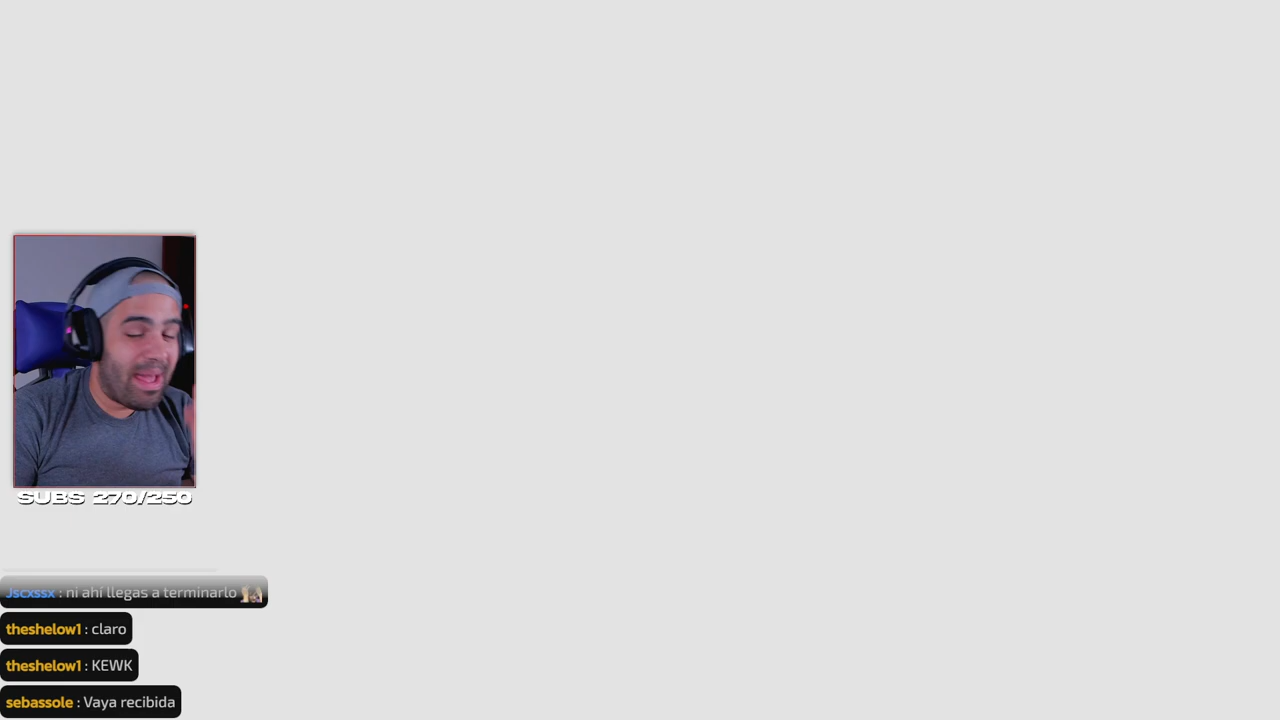 SUBS 270/250
Jscxssx : ni ahí llegas a terminarlo
theshelow1 : claro
theshelow1 : KEWK
sebassole : Vaya recibida